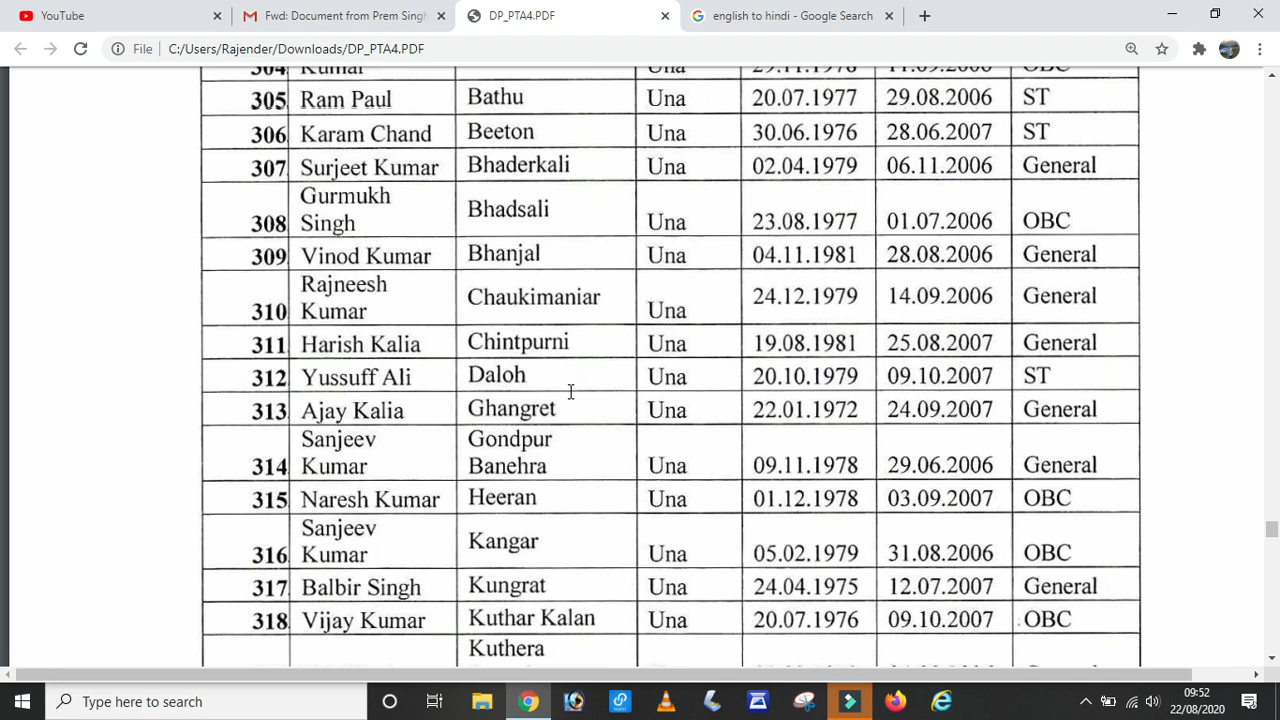 YouTube
Fwd: Document from Prem Singh
DP_PTA4.PDF
english to hindi - Google Search
File C:/Users/Rajender/Downloads/DP_PTA4.PDF
304 Kumar Una 29.11.1978 11.09.2006 OBC
305 Ram Paul Bathu Una 20.07.1977 29.08.2006 ST
306 Karam Chand Beeton Una 30.06.1976 28.06.2007 ST
307 Surjeet Kumar Bhaderkali Una 02.04.1979 06.11.2006 General
Gurmukh
308 Singh Bhadsali Una 23.08.1977 01.07.2006 OBC
309 Vinod Kumar Bhanjal Una 04.11.1981 28.08.2006 General
Rajneesh
310 Kumar Chaukimaniar Una 24.12.1979 14.09.2006 General
311 Harish Kalia Chintpurni Una 19.08.1981 25.08.2007 General
312 Yussuff Ali Daloh Una 20.10.1979 09.10.2007 ST
313 Ajay Kalia Ghangret Una 22.01.1972 24.09.2007 General
Sanjeev Gondpur
314 Kumar Banehra Una 09.11.1978 29.06.2006 General
315 Naresh Kumar Heeran Una 01.12.1978 03.09.2007 OBC
Sanjeev
316 Kumar Kangar Una 05.02.1979 31.08.2006 OBC
317 Balbir Singh Kungrat Una 24.04.1975 12.07.2007 General
318 Vijay Kumar Kuthar Kalan Una 20.07.1976 09.10.2007 OBC
Kuthera
Type here to search
09:52
22/08/2020